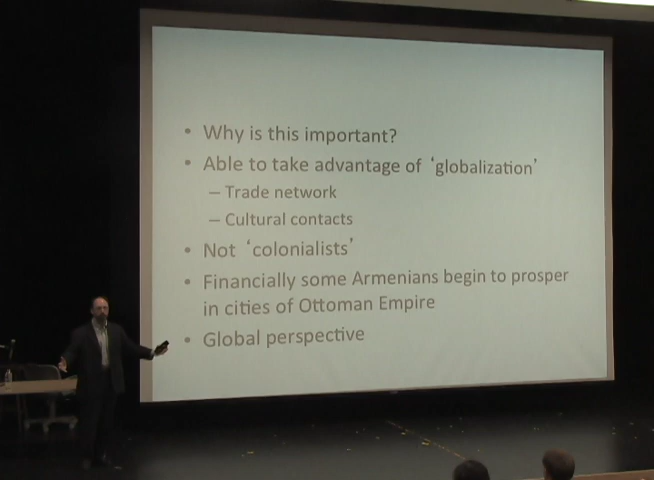 • Why is this important?
• Able to take advantage of ‘globalization’
– Trade network
– Cultural contacts
• Not ‘colonialists’
• Financially some Armenians begin to prosper
in cities of Ottoman Empire
• Global perspective